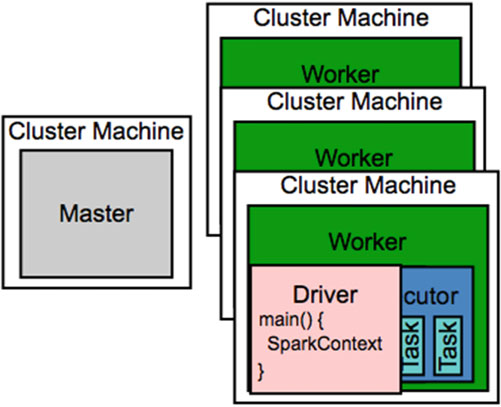 Cluster Machine
Master
Cluster Machine
Worker
Cluster Machine
Worker
Cluster Machine
Worker
Driver
main() {
SparkContext
}
cutor
Task
Task